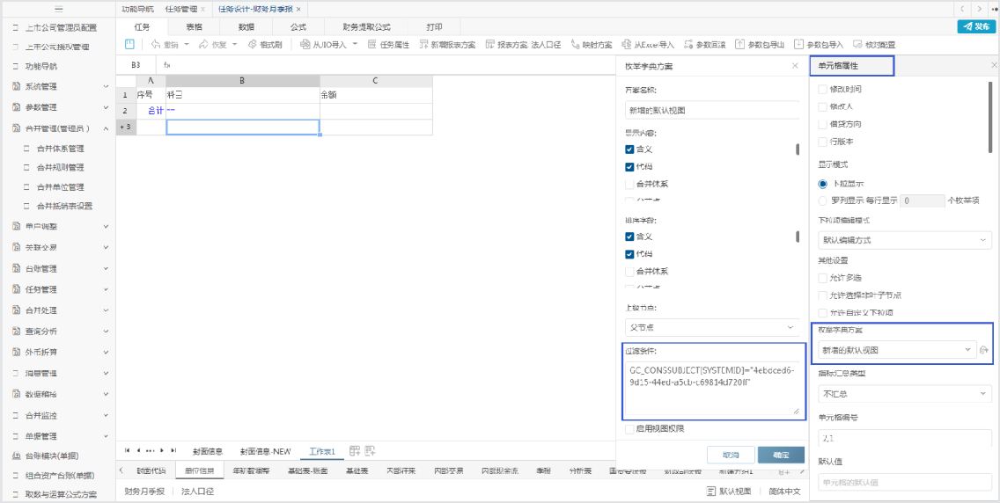 功能导航 任务管理 × 任务设计-财务月季报 ×
任务 表格 数据 公式 财务提取公式 打印
发布
撤销 恢复 格式刷 从JIO导入 任务属性 新增报表方案 报表方案 法人口径 映射方案 从Excel导入 参数回滚 参数包导出 参数包导入 核对配置
上市公司管理员配置
上市公司授权管理
功能导航
系统管理
参数管理
合并管理(管理员)
合并体系管理
合并规则管理
合并单位管理
合并抵销表设置
单户调整
关联交易
台账管理
任务管理
合并处理
查询分析
外币折算
消息管理
数据稽核
合并监控
单据管理
台账模块(单据)
组合资产台账(单据)
取数与运算公式方案
B3 fx
A B C
1 序号 科目 金额
2 合计 --
+ 3
枚举字典方案
方案名称:
新增的默认视图
显示内容:
含义
代码
合并体系
父节点
排序字段:
含义
代码
合并体系
父节点
上级节点:
父节点
过滤条件:
GC_CONSSUBJECT[SYSTEMID]="4ebdced6-
9d15-44ed-a5cb-c69814d720ff"
启用视图权限
取消 确定
单元格属性
修改时间
修改人
借贷方向
行版本
显示模式
下拉显示
罗列显示 每行显示 0 个枚举项
下拉项编辑模式
默认编辑方式
其他设置
允许多选
允许选择非叶子节点
允许自定义下拉项
枚举字典方案
新增的默认视图
指标汇总类型
不汇总
单元格编号
2,1
默认值
单元格的默认值
封面信息 封面信息-NEW 工作表1
封面代码 单位信息 年初数调整 基础表-账面 基础表 内部往来 内部交易 内部现金流 季报 分析表
财务月季报 法人口径 默认视图 简体中文